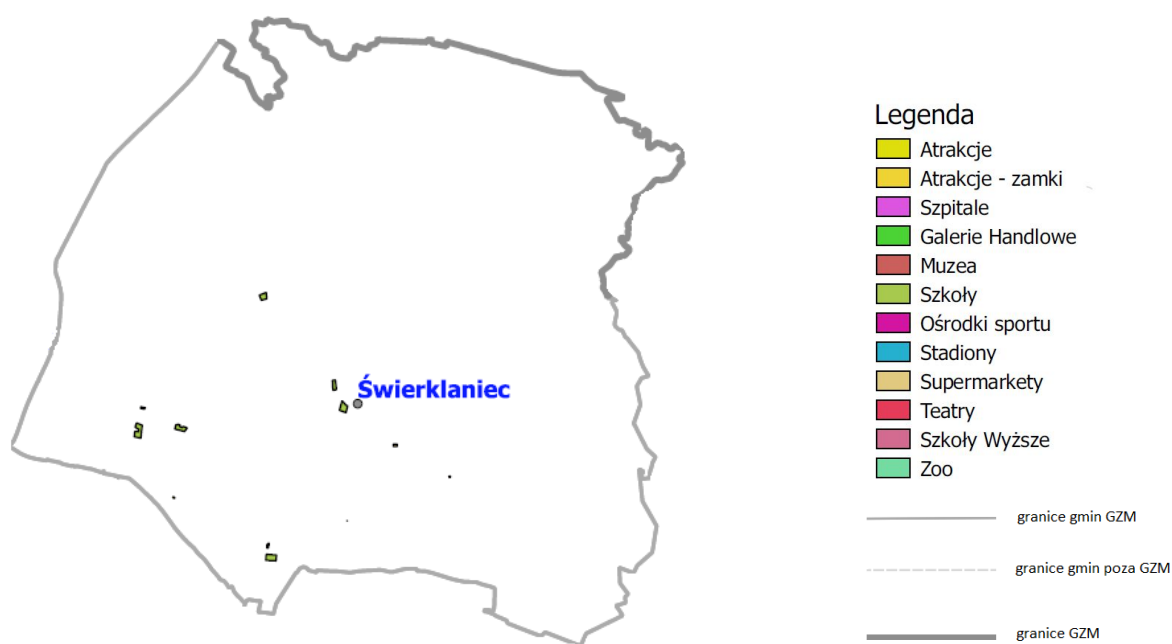 Świerklaniec
Legenda
Atrakcje
Atrakcje - zamki
Szpitale
Galerie Handlowe
Muzea
Szkoły
Ośrodki sportu
Stadiony
Supermarkety
Teatry
Szkoły Wyższe
Zoo
granice gmin GZM
granice gmin poza GZM
granice GZM